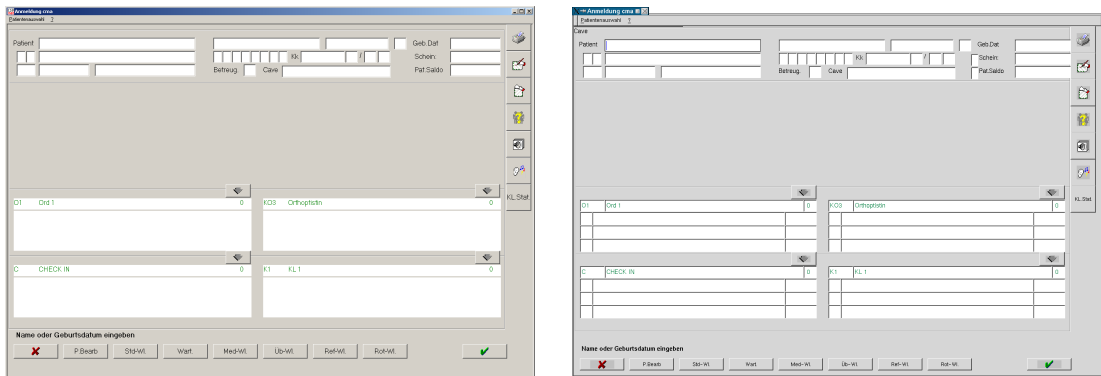 Anmeldung cma
Patientenauswahl ?
Patient Geb.Dat
Kk / Schein:
Betreug. Cave Pat.Saldo
KL.Stat.
O1 Ord 1 0 KO3 Orthoptistin 0
C CHECK IN 0 K1 KL 1 0
Name oder Geburtsdatum eingeben
P.Bearb Std-Wl. Wart. Med-Wl. Üb-Wl. Ref-Wl. Rot-Wl.
Anmeldung cma
Patientenauswahl ?
Cave
Patient Geb.Dat
Kk / Schein:
Betreug. Cave Pat.Saldo
KL.Stat.
O1 Ord 1 0 KO3 Orthoptistin 0
C CHECK IN 0 K1 KL 1 0
Name oder Geburtsdatum eingeben
P.Bearb Std-Wl. Wart. Med-Wl. Üb-Wl. Ref-Wl. Rot-Wl.